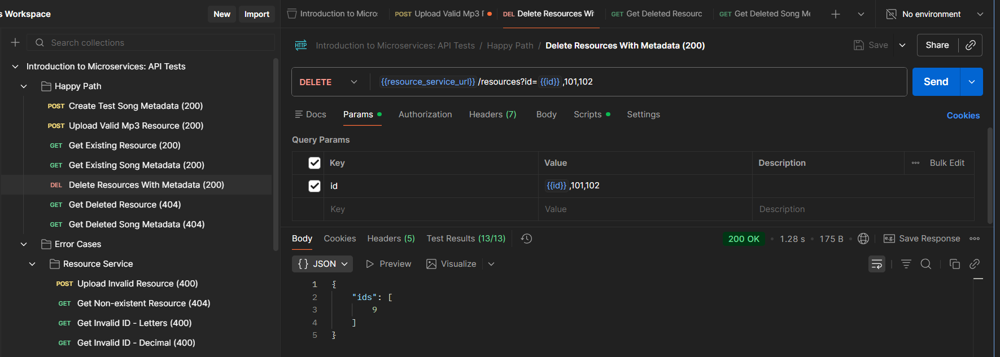 s Workspace
New
Import
Search collections
Introduction to Microservices: API Tests
Happy Path
POST Create Test Song Metadata (200)
POST Upload Valid Mp3 Resource (200)
GET Get Existing Resource (200)
GET Get Existing Song Metadata (200)
DEL Delete Resources With Metadata (200)
GET Get Deleted Resource (404)
GET Get Deleted Song Metadata (404)
Error Cases
Resource Service
POST Upload Invalid Resource (400)
GET Get Non-existent Resource (404)
GET Get Invalid ID - Letters (400)
GET Get Invalid ID - Decimal (400)
Introduction to Micro
POST Upload Valid Mp3
DEL Delete Resources Wi
GET Get Deleted Resourc
GET Get Deleted Song Me
No environment
HTTP
Introduction to Microservices: API Tests / Happy Path / Delete Resources With Metadata (200)
Save
Share
DELETE
{{resource_service_url}} /resources?id= {{id}} ,101,102
Send
Docs
Params
Authorization
Headers (7)
Body
Scripts
Settings
Cookies
Query Params
Key Value Description
Bulk Edit
id {{id}} ,101,102
Key Value Description
Body Cookies Headers (5) Test Results (13/13)
200 OK • 1.28 s • 175 B
e.g. Save Response
{} JSON
Preview
Visualize
1 {
2 "ids": [
3 9
4 ]
5 }